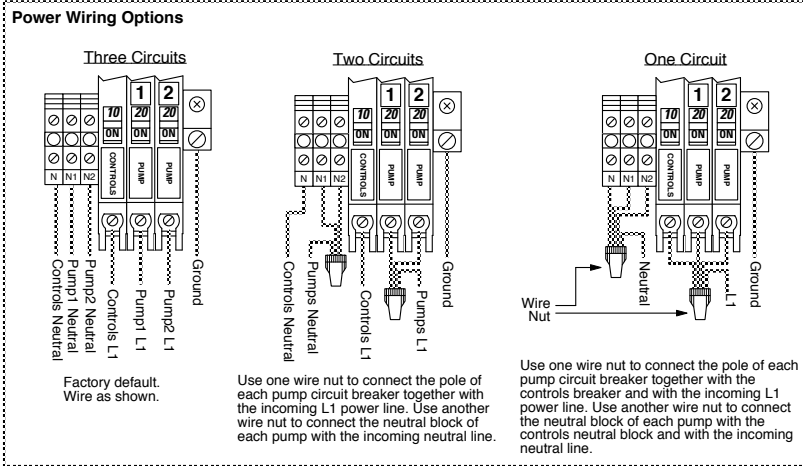 Power Wiring Options
Three Circuits
1 2
10 20 20
ON ON ON
CONTROLS PUMP PUMP
N N1 N2
Controls Neutral
Pump1 Neutral
Pump2 Neutral
Controls L1
Pump1 L1
Pump2 L1
Ground
Factory default.
Wire as shown.
Two Circuits
1 2
10 20 20
ON ON ON
CONTROLS PUMP PUMP
N N1 N2
Controls Neutral
Pumps Neutral
Controls L1
Pumps L1
Ground
Use one wire nut to connect the pole of
each pump circuit breaker together with
the incoming L1 power line. Use another
wire nut to connect the neutral block of
each pump with the incoming neutral line.
One Circuit
1 2
10 20 20
ON ON ON
CONTROLS PUMP PUMP
N N1 N2
Neutral
L1
Ground
Wire
Nut
Use one wire nut to connect the pole of each
pump circuit breaker together with the
controls breaker and with the incoming L1
power line. Use another wire nut to connect
the neutral block of each pump with the
controls neutral block and with the incoming
neutral line.